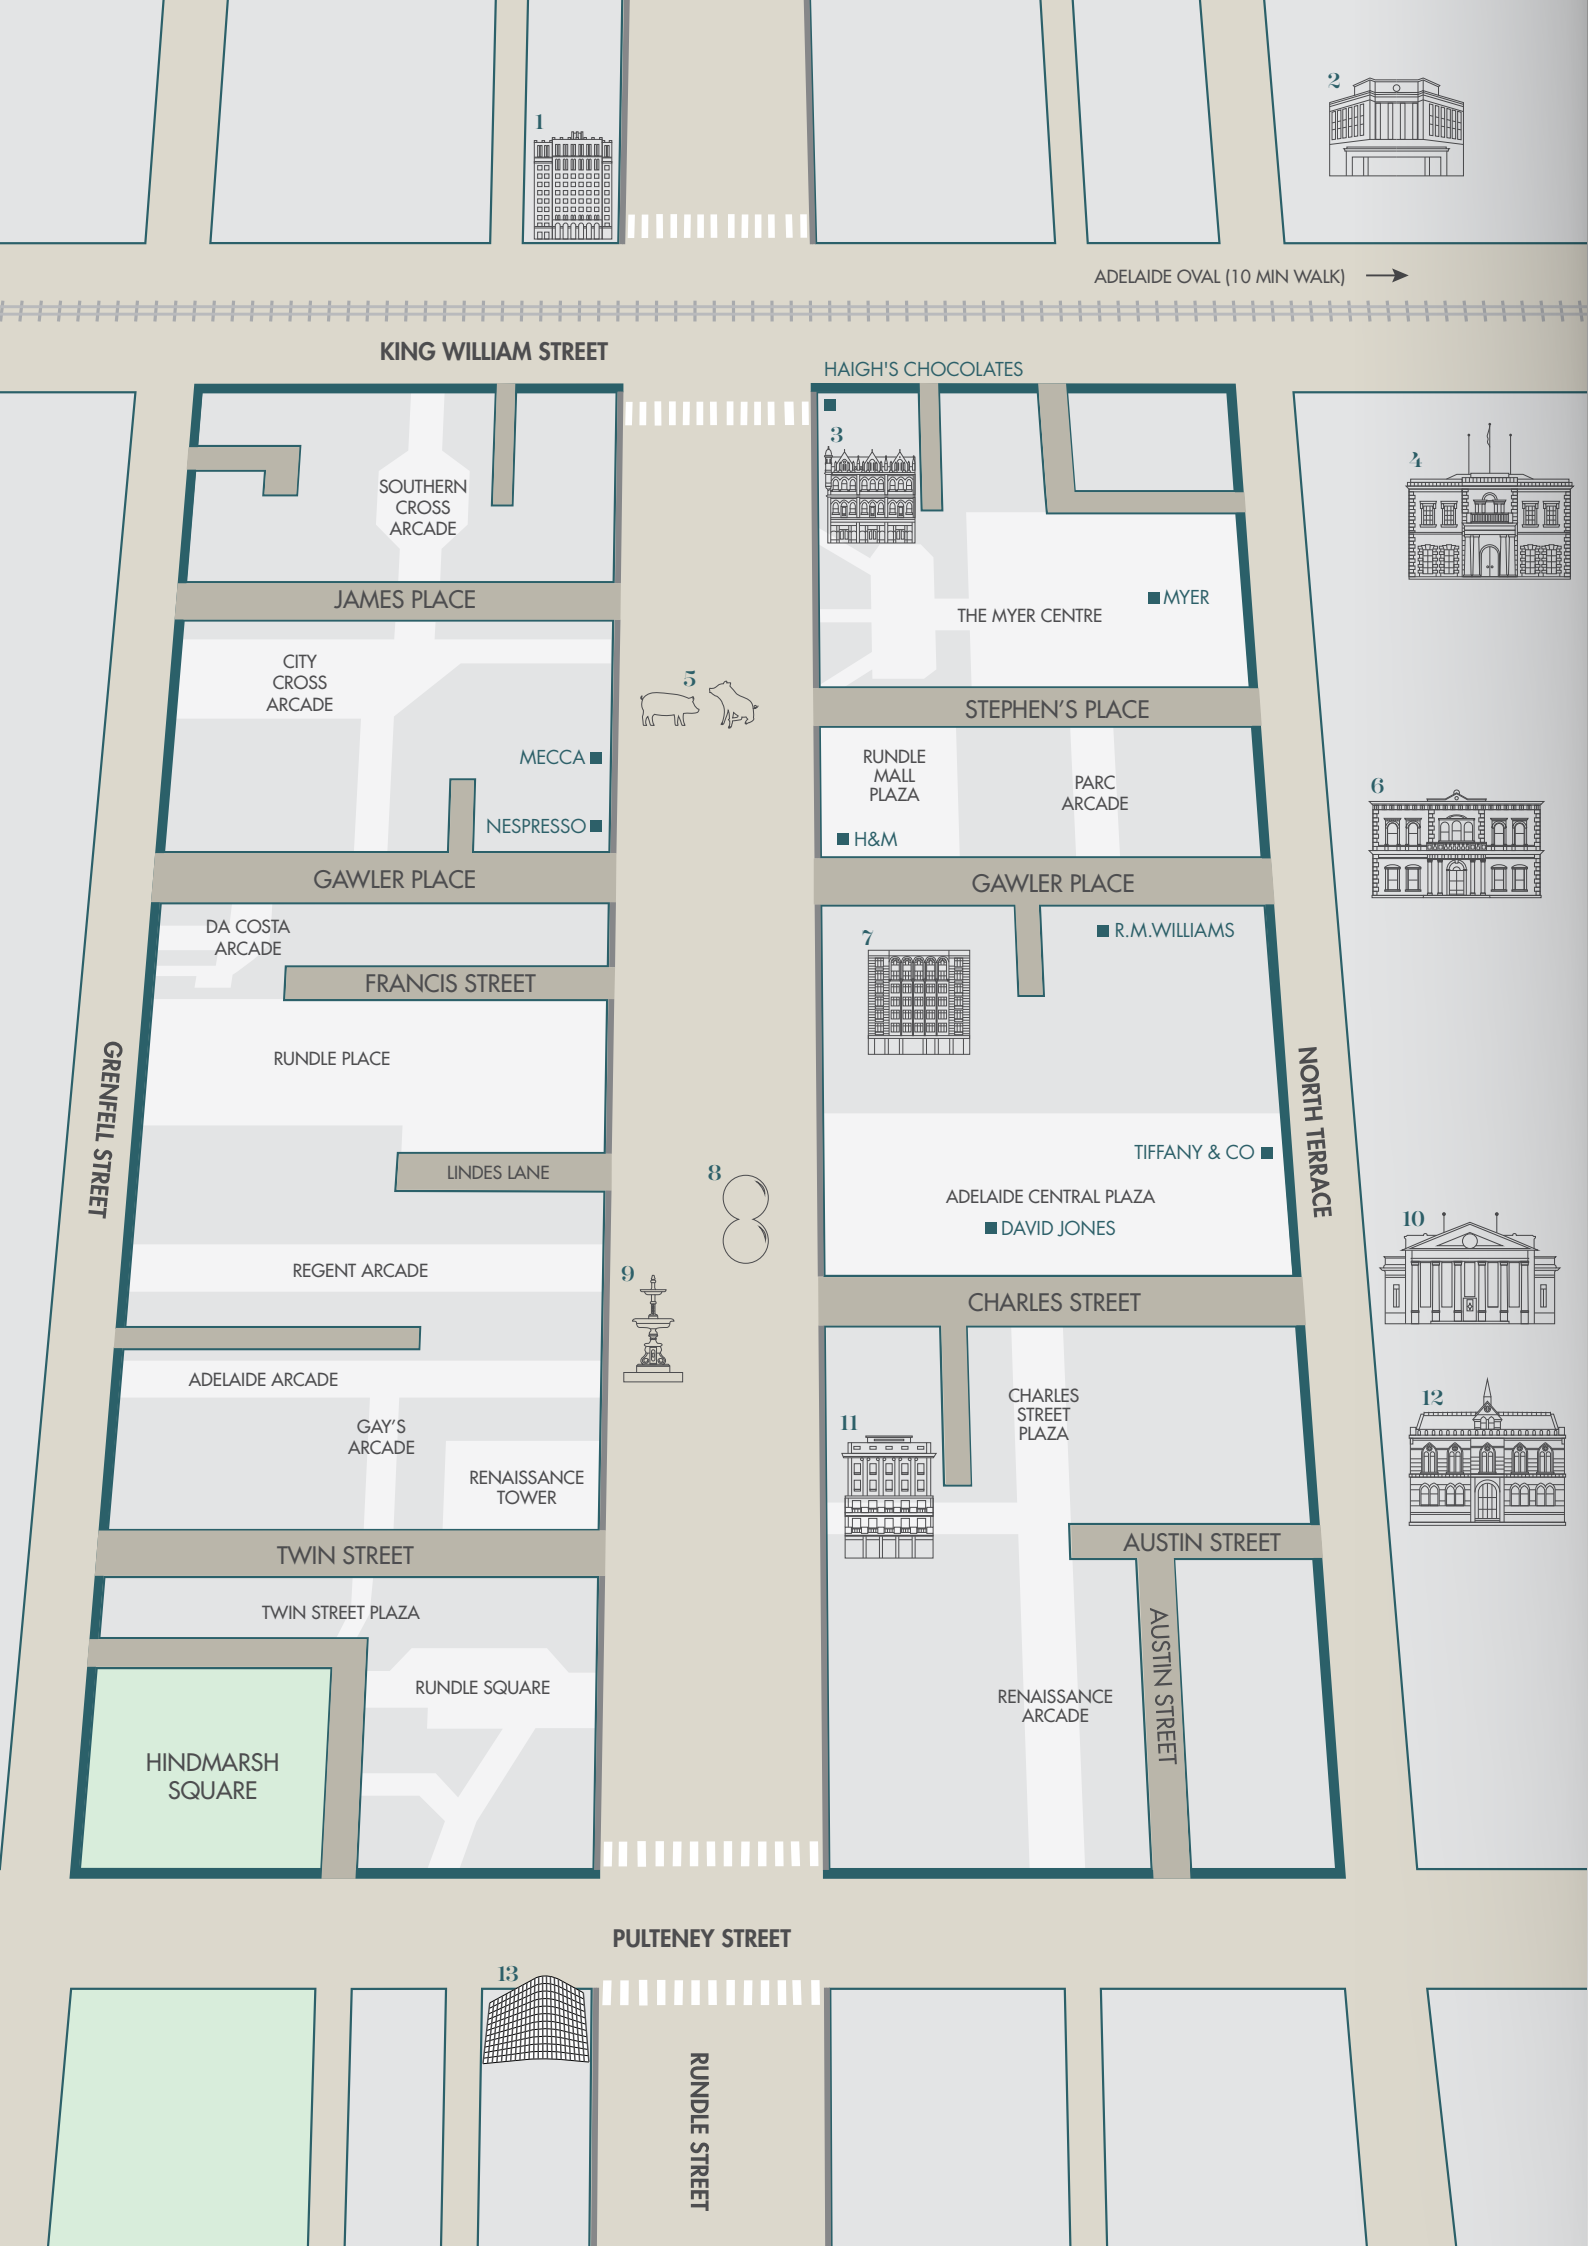 1
2
ADELAIDE OVAL (10 MIN WALK)
KING WILLIAM STREET
HAIGH'S CHOCOLATES
3
4
SOUTHERN
CROSS
ARCADE
JAMES PLACE
MYER
THE MYER CENTRE
CITY
CROSS
ARCADE
5
STEPHEN'S PLACE
MECCA
RUNDLE
MALL
PLAZA
PARC
ARCADE
6
NESPRESSO
H&M
GAWLER PLACE
GAWLER PLACE
DA COSTA
ARCADE
7
R.M.WILLIAMS
FRANCIS STREET
RUNDLE PLACE
GRENFELL STREET
NORTH TERRACE
LINDES LANE
8
TIFFANY & CO
ADELAIDE CENTRAL PLAZA
DAVID JONES
10
REGENT ARCADE
9
CHARLES STREET
ADELAIDE ARCADE
GAY'S
ARCADE
CHARLES
STREET
PLAZA
11
12
RENAISSANCE
TOWER
TWIN STREET
AUSTIN STREET
TWIN STREET PLAZA
AUSTIN STREET
RUNDLE SQUARE
RENAISSANCE
ARCADE
HINDMARSH
SQUARE
PULTENEY STREET
13
RUNDLE STREET